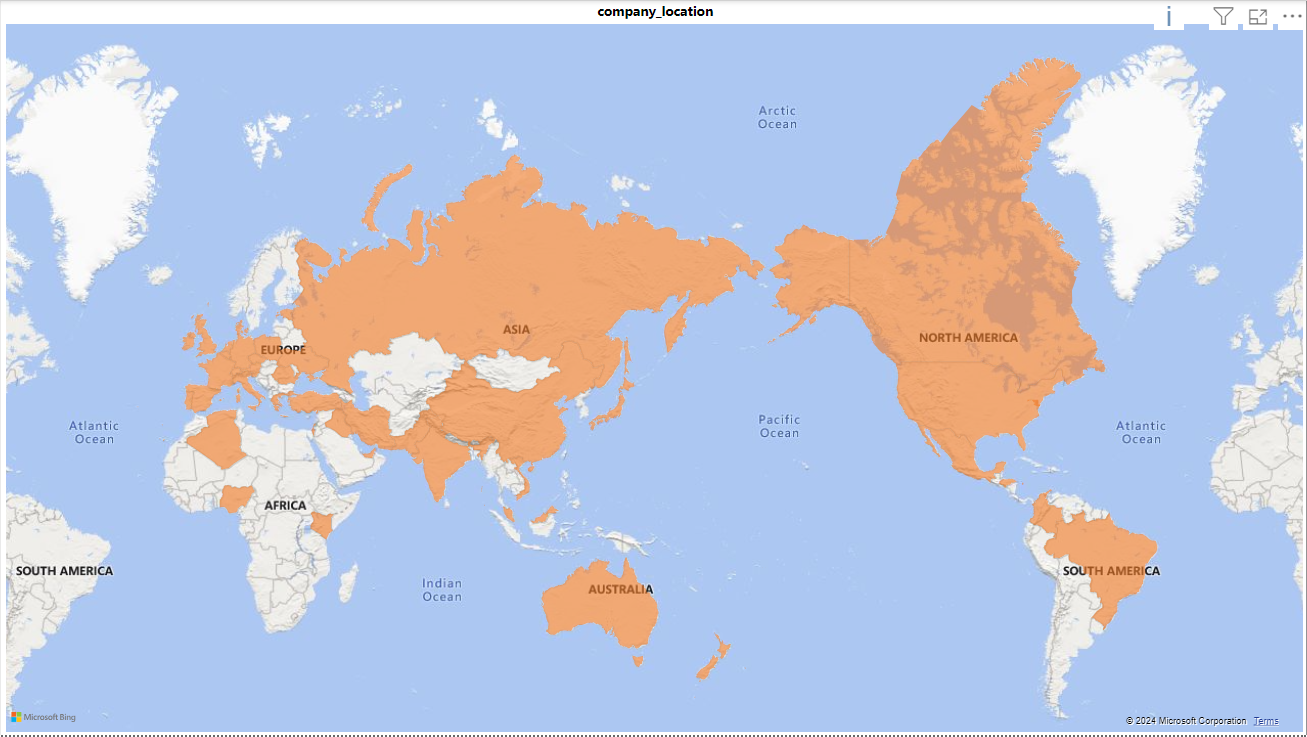 company_location
Arctic
Ocean
ASIA
NORTH AMERICA
EUROPE
Atlantic
Ocean
Pacific
Ocean
Atlantic
Ocean
AFRICA
SOUTH AMERICA
Indian
Ocean
AUSTRALIA
SOUTH AMERICA
Microsoft Bing
© 2024 Microsoft Corporation Terms